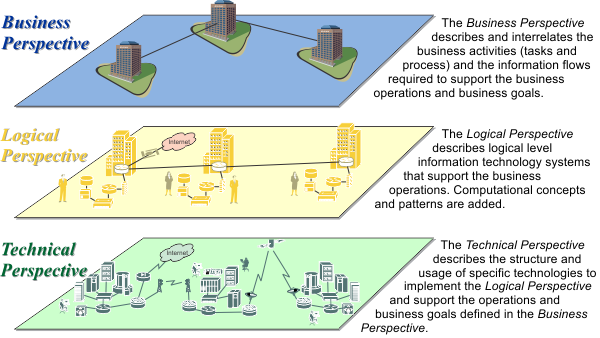 Business
Perspective
The Business Perspective
describes and interrelates the
business activities (tasks and
process) and the information flows
required to support the business
operations and business goals.
Logical
Perspective
Internet
The Logical Perspective
describes logical level
information technology systems
that support the business
operations. Computational concepts
and patterns are added.
Technical
Perspective
Internet
The Technical Perspective
describes the structure and
usage of specific technologies to
implement the Logical Perspective
and support the operations and
business goals defined in the Business
Perspective.